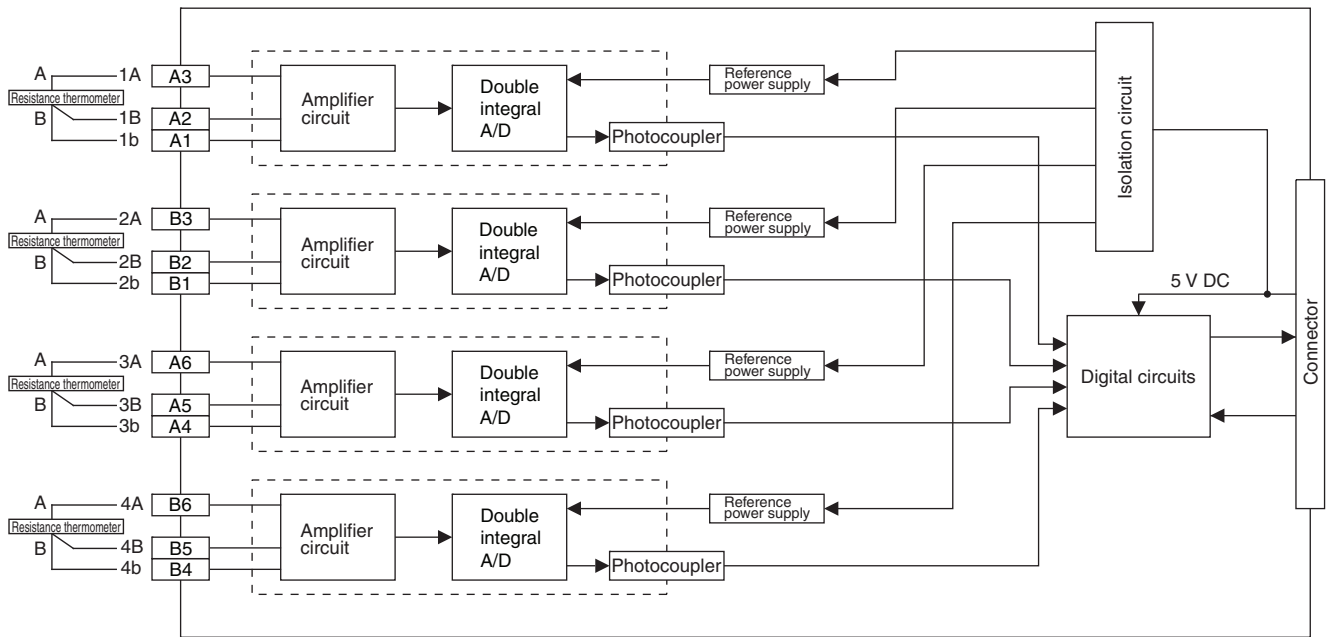 A
1A
A3
Resistance thermometer
B
1B
A2
1b
A1
Amplifier
circuit
Double
integral
A/D
Photocoupler
Reference
power supply
Isolation circuit
A
2A
B3
Resistance thermometer
B
2B
B2
2b
B1
Amplifier
circuit
Double
integral
A/D
Photocoupler
Reference
power supply
5 V DC
Digital circuits
Connector
A
3A
A6
Resistance thermometer
B
3B
A5
3b
A4
Amplifier
circuit
Double
integral
A/D
Photocoupler
Reference
power supply
A
4A
B6
Resistance thermometer
B
4B
B5
4b
B4
Amplifier
circuit
Double
integral
A/D
Photocoupler
Reference
power supply